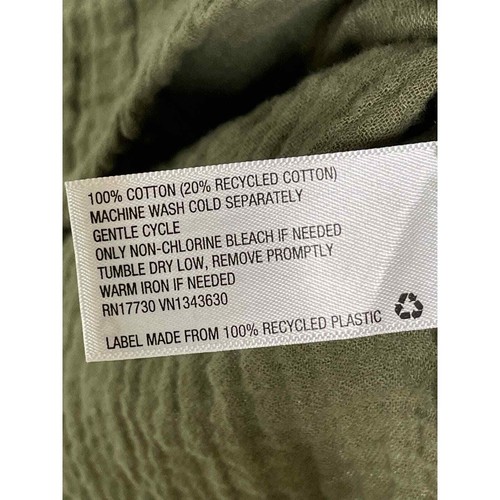 100% COTTON (20% RECYCLED COTTON)
MACHINE WASH COLD SEPARATELY
GENTLE CYCLE
ONLY NON-CHLORINE BLEACH IF NEEDED
TUMBLE DRY LOW, REMOVE PROMPTLY
WARM IRON IF NEEDED
RN17730 VN1343630
LABEL MADE FROM 100% RECYCLED PLASTIC